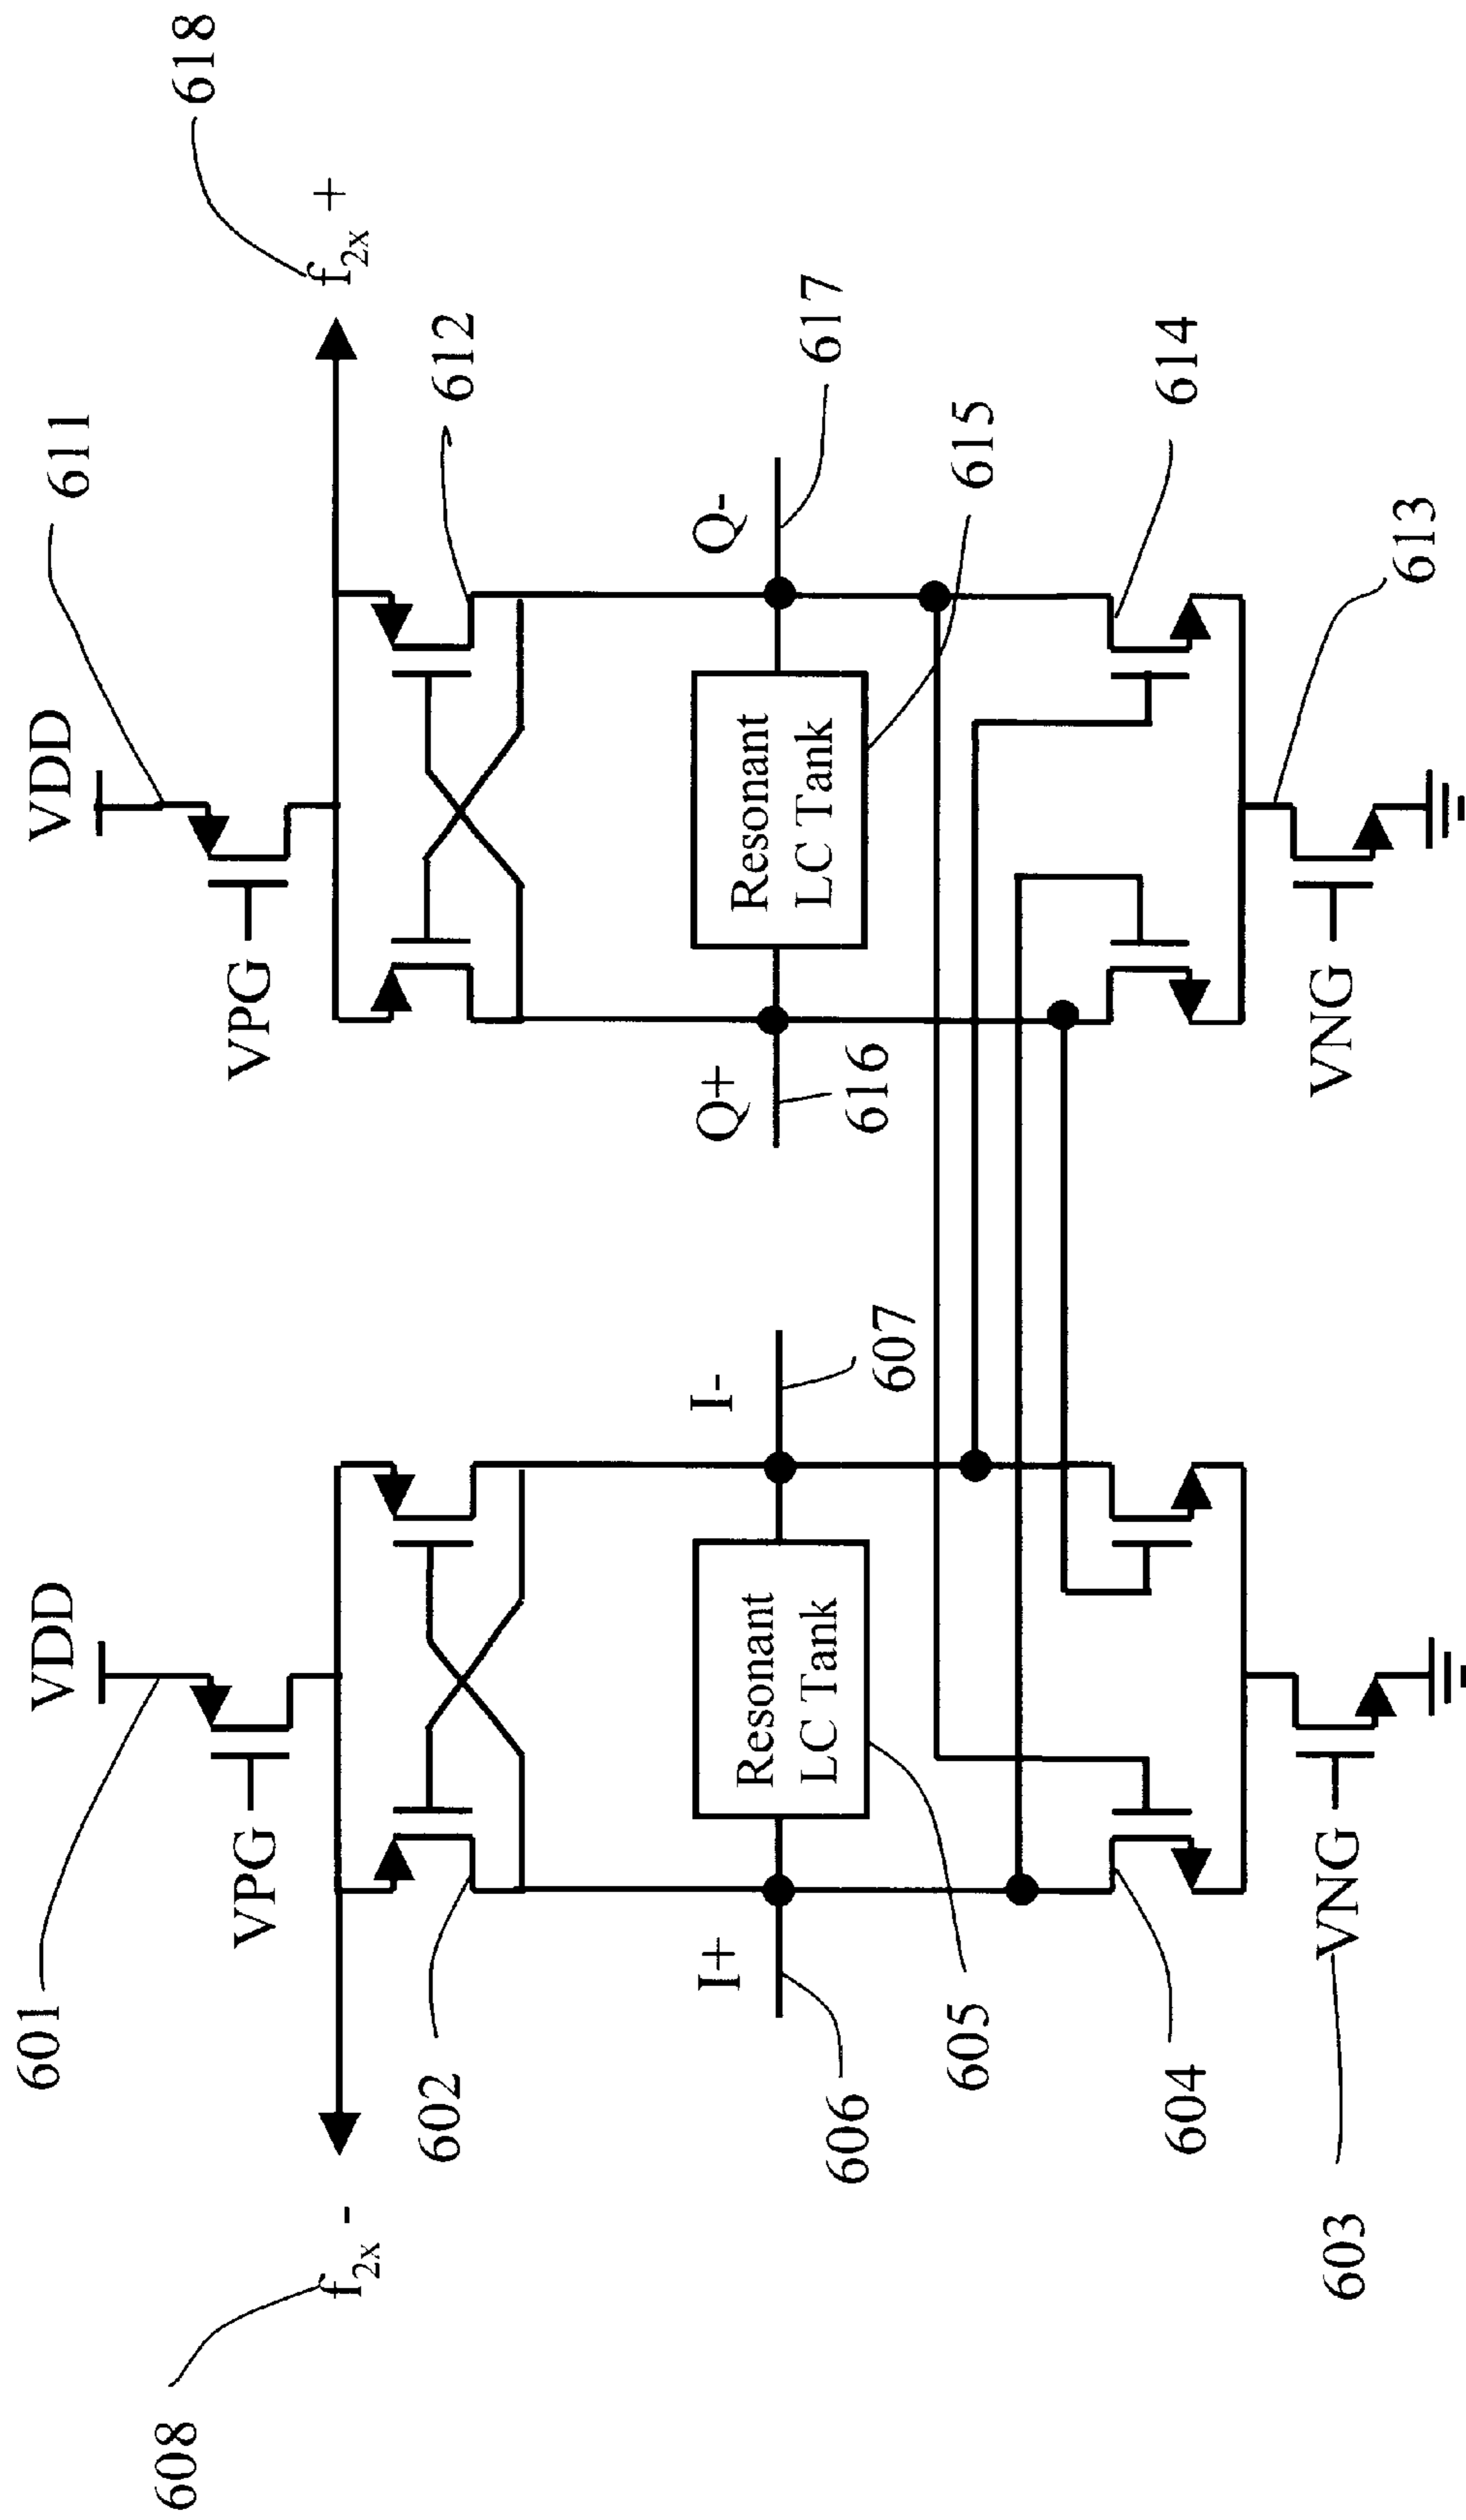 601
VDD
VDD
611
618
VPG
VPG
608
f2x -
f2x +
602
612
I+
I-
Q+
Q-
Resonant
LC Tank
Resonant
LC Tank
606
607
616
617
605
615
604
614
603
VNG
VNG
613